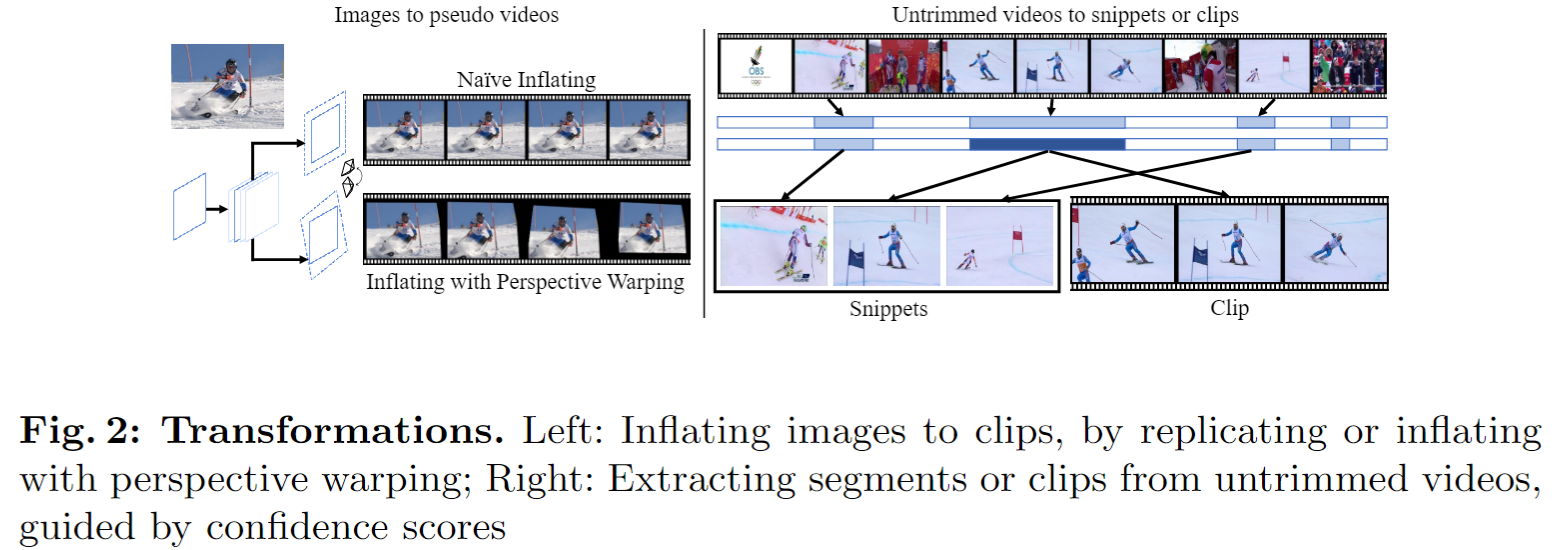 Images to pseudo videos
Naïve Inflating
Inflating with Perspective Warping
Untrimmed videos to snippets or clips
OBS
Snippets
Clip
Fig. 2: Transformations. Left: Inflating images to clips, by replicating or inflating
with perspective warping; Right: Extracting segments or clips from untrimmed videos,
guided by confidence scores